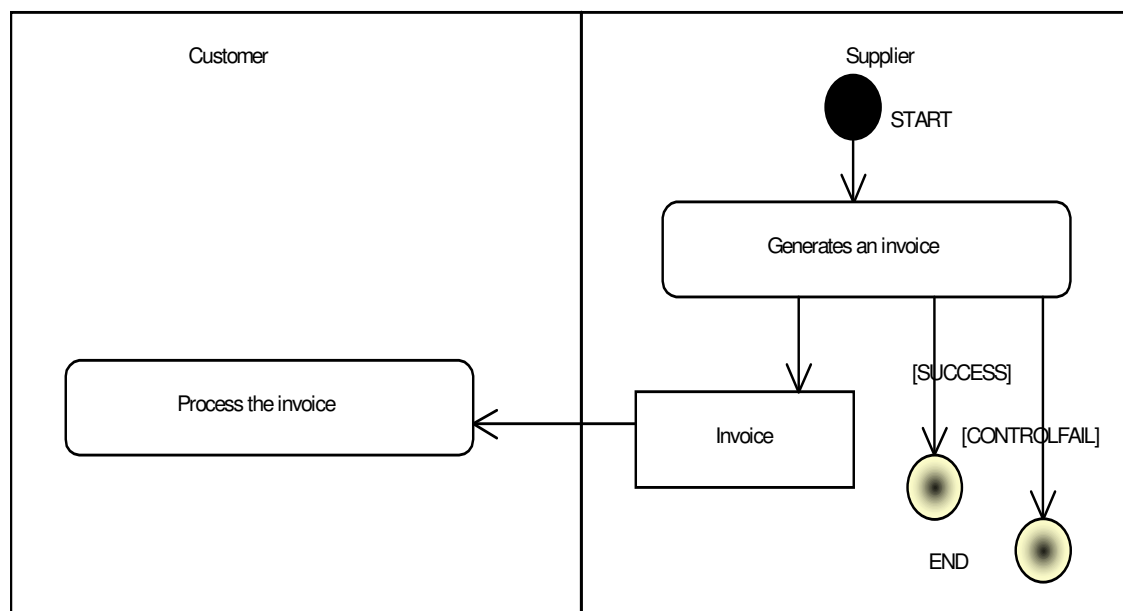 Customer
Supplier
START
Generates an invoice
[SUCCESS]
Process the invoice
Invoice
[CONTROLFAIL]
END